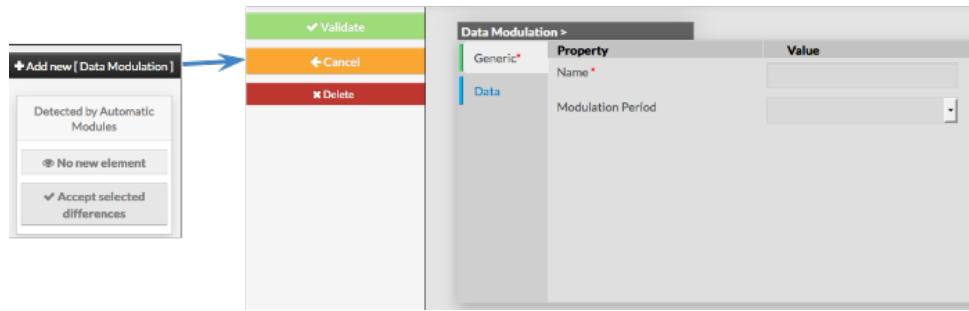 + Add new [ Data Modulation ]
Detected by Automatic
Modules
No new element
Accept selected
differences
Validate
Cancel
Delete
Data Modulation >
Generic*
Data
Property Value
Name *
Modulation Period